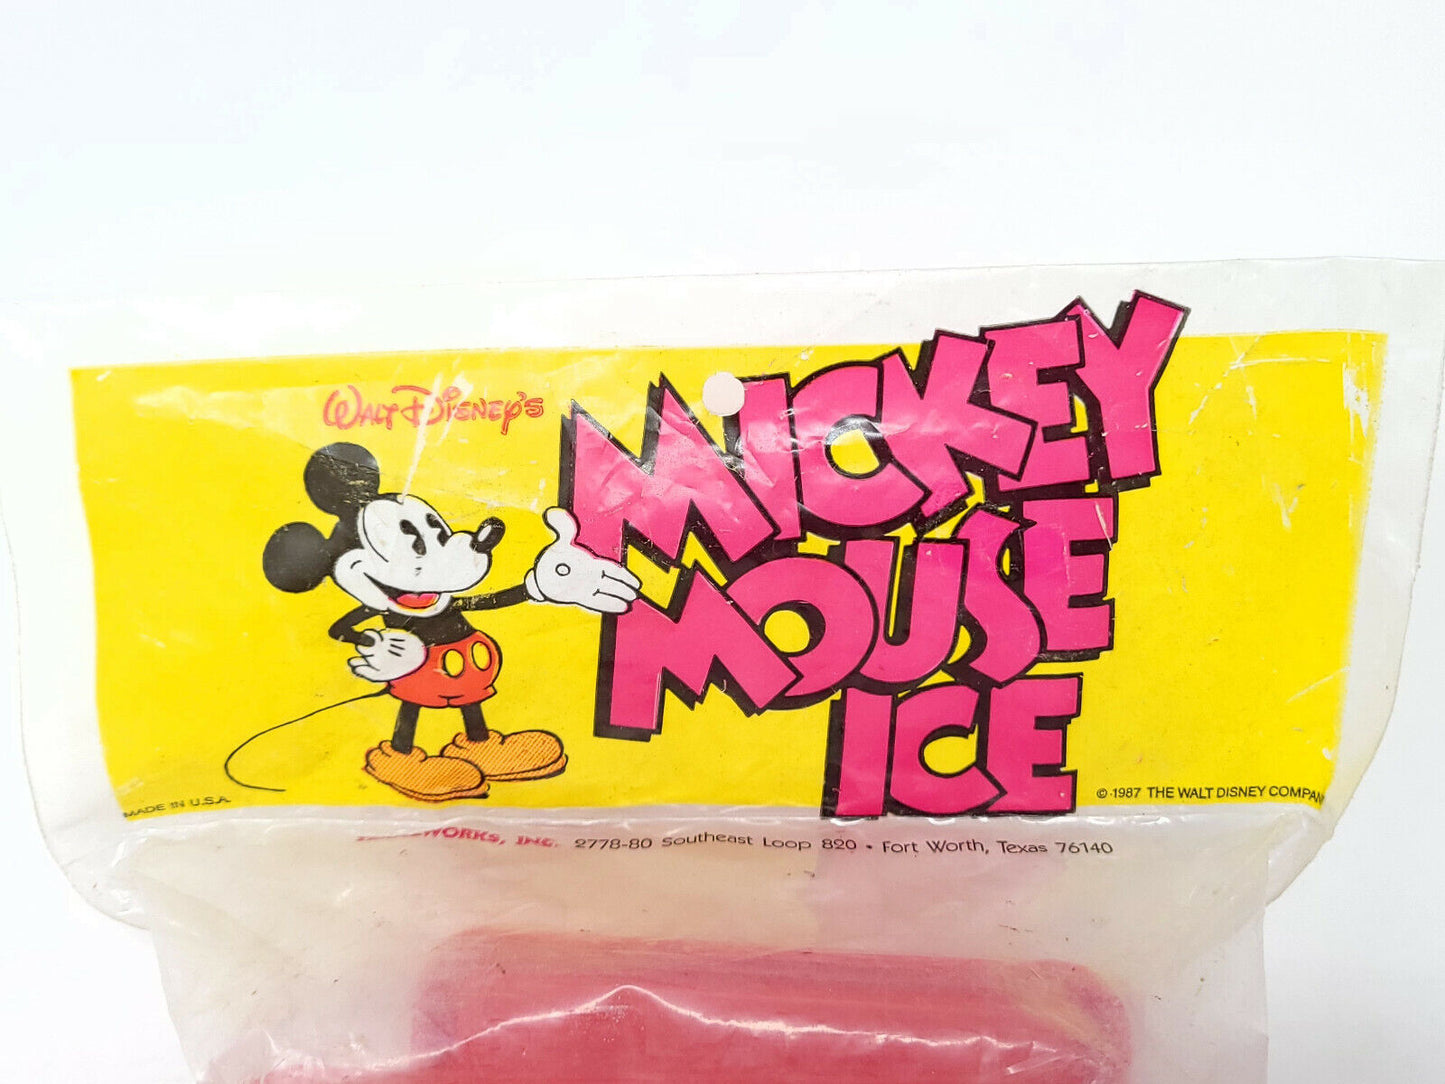 WALT DISNEY'S
MICKEY
MOUSE
ICE
MADE IN U.S.A.
© 1987 THE WALT DISNEY COMPANY
INC. 2778-80 Southeast Loop 820 • Fort Worth, Texas 76140